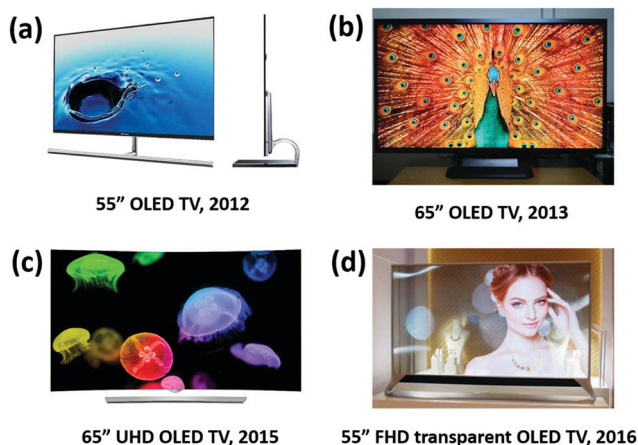 (a)
55” OLED TV, 2012
(b)
65” OLED TV, 2013
(c)
65” UHD OLED TV, 2015
(d)
55” FHD transparent OLED TV, 2016